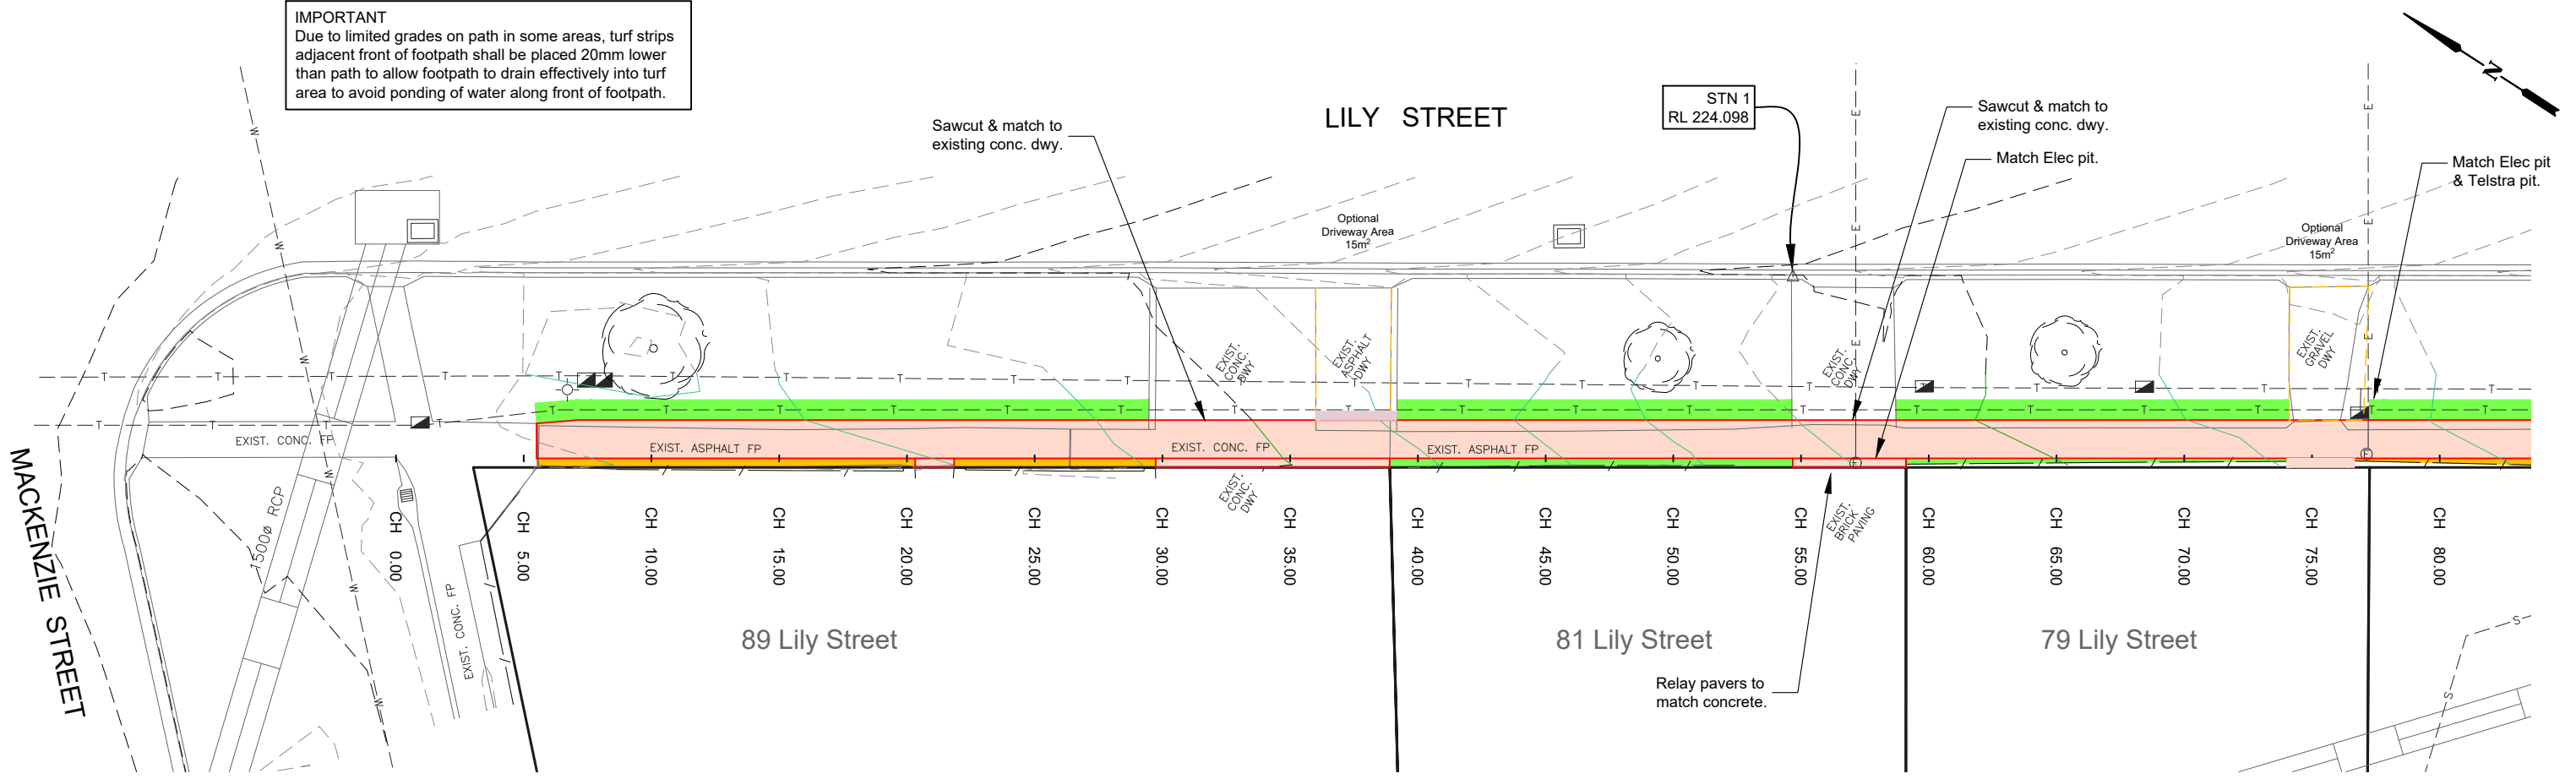 IMPORTANT
Due to limited grades on path in some areas, turf strips
adjacent front of footpath shall be placed 20mm lower
than path to allow footpath to drain effectively into turf
area to avoid ponding of water along front of footpath.
LILY STREET
STN 1
RL 224.098
N
Sawcut & match to
existing conc. dwy.
Sawcut & match to
existing conc. dwy.
Match Elec pit.
Match Elec pit
& Telstra pit.
Optional
Driveway Area
15m²
Optional
Driveway Area
15m²
EXIST.
CONC.
DWY
EXIST.
ASPHALT
DWY
EXIST.
CONC.
DWY
EXIST.
GRAVEL
DWY
EXIST. CONC. FP
EXIST. ASPHALT FP
EXIST. CONC. FP
EXIST. ASPHALT FP
EXIST.
CONC.
DWY
EXIST.
BRICK
PAVING
MACKENZIE STREET
1500ø RCP
EXIST. CONC. FP
CH 0.00
CH 5.00
CH 10.00
CH 15.00
CH 20.00
CH 25.00
CH 30.00
CH 35.00
CH 40.00
CH 45.00
CH 50.00
CH 55.00
CH 60.00
CH 65.00
CH 70.00
CH 75.00
CH 80.00
89 Lily Street
81 Lily Street
79 Lily Street
Relay pavers to
match concrete.